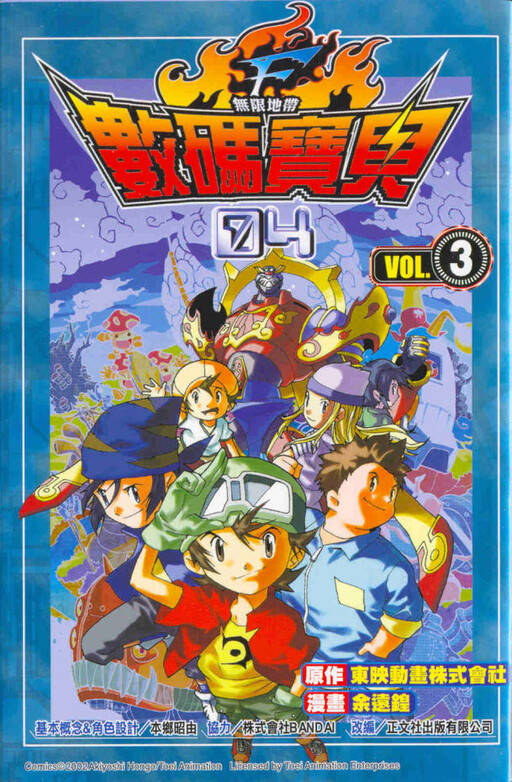 無限地帶
數碼寶貝
04
VOL. 3
原作 東映動畫株式會社
漫畫 余遠鍠
基本概念&角色設計/本鄉昭由 協力/株式會社BANDAI 改編/正文社出版有限公司
Comics©2002 Akiyoshi Hongo/Toei Animation Licensed by Toei Animation Enterprises